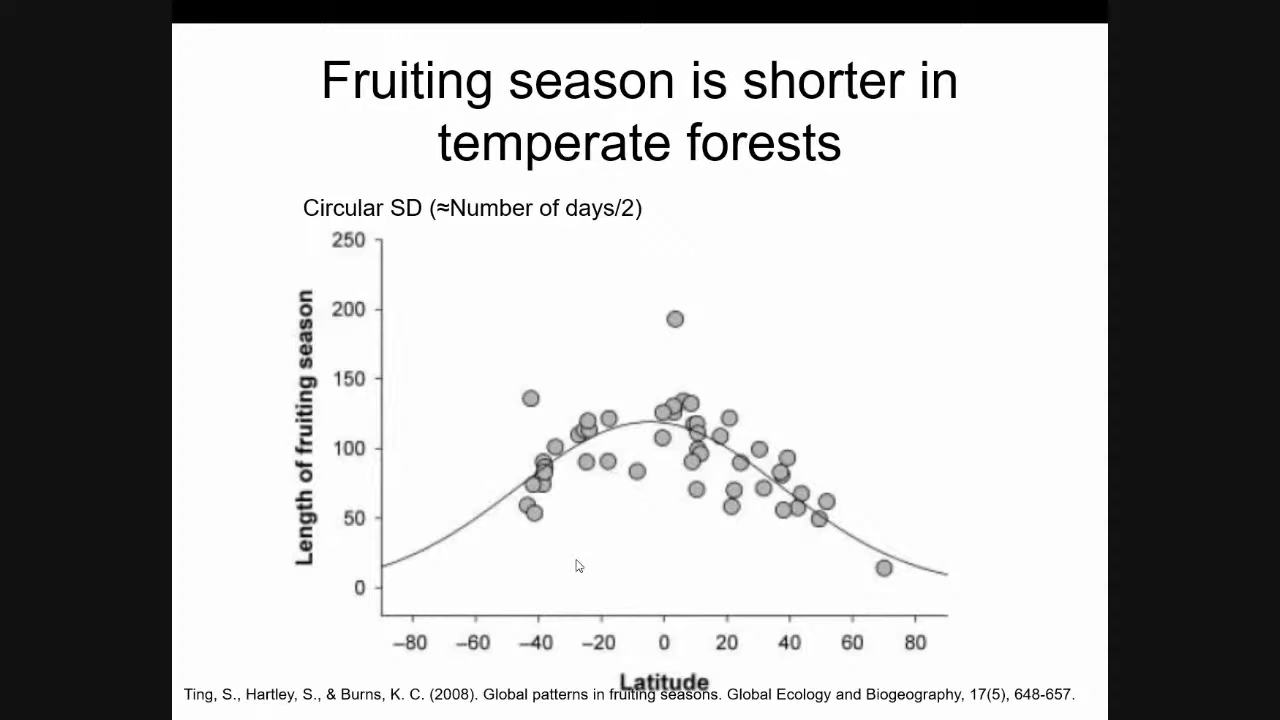 Fruiting season is shorter in
temperate forests
Circular SD (≈Number of days/2)
250
200
150
100
50
0
Length of fruiting season
–80 –60 –40 –20 0 20 40 60 80
Latitude
Ting, S., Hartley, S., & Burns, K. C. (2008). Global patterns in fruiting seasons. Global Ecology and Biogeography, 17(5), 648-657.